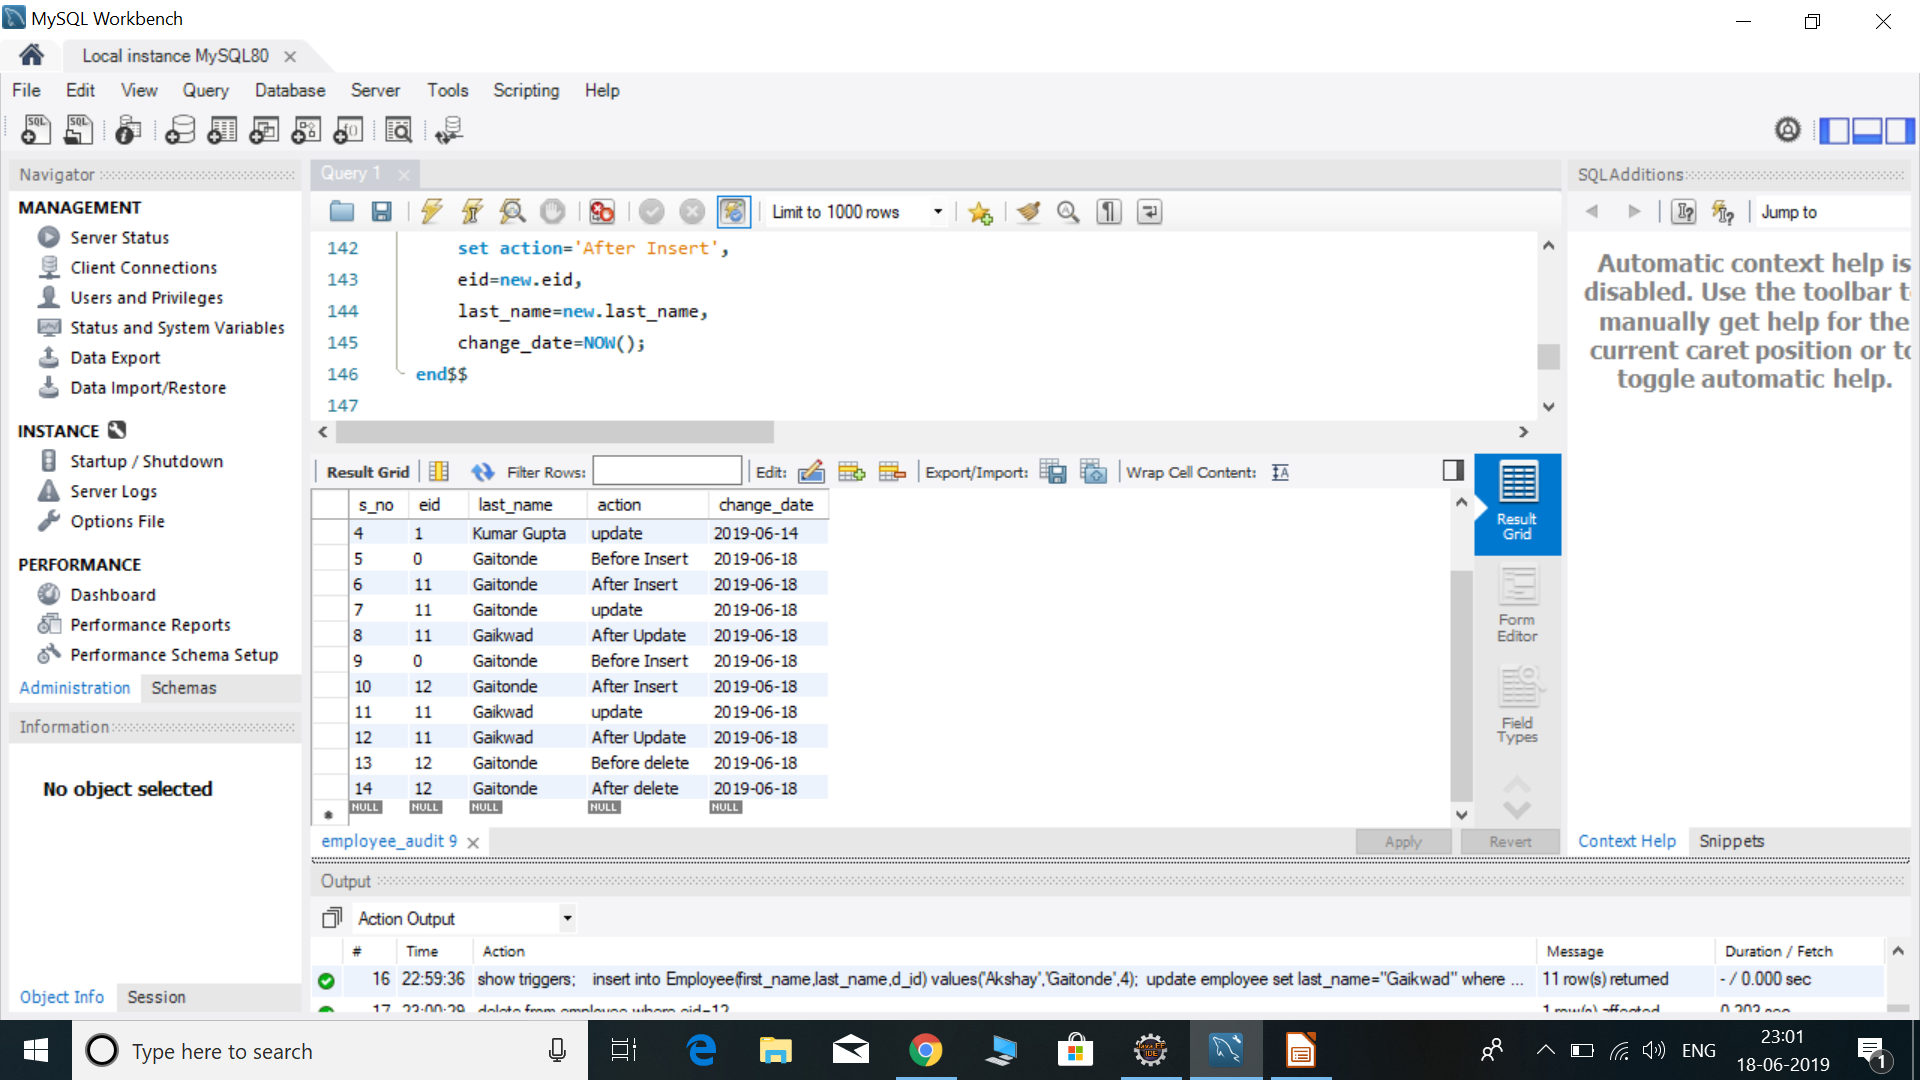 MySQL Workbench
Local instance MySQL80
File Edit View Query Database Server Tools Scripting Help
Navigator
MANAGEMENT
Server Status
Client Connections
Users and Privileges
Status and System Variables
Data Export
Data Import/Restore
INSTANCE
Startup / Shutdown
Server Logs
Options File
PERFORMANCE
Dashboard
Performance Reports
Performance Schema Setup
Administration Schemas
Information
No object selected
Object Info Session
Query 1
Limit to 1000 rows
142 set action='After Insert',
143 eid=new.eid,
144 last_name=new.last_name,
145 change_date=NOW();
146 end$$
147
Result Grid Filter Rows: Edit: Export/Import: Wrap Cell Content:
s_no eid last_name action change_date
4 1 Kumar Gupta update 2019-06-14
5 0 Gaitonde Before Insert 2019-06-18
6 11 Gaitonde After Insert 2019-06-18
7 11 Gaitonde update 2019-06-18
8 11 Gaikwad After Update 2019-06-18
9 0 Gaitonde Before Insert 2019-06-18
10 12 Gaitonde After Insert 2019-06-18
11 11 Gaikwad update 2019-06-18
12 11 Gaikwad After Update 2019-06-18
13 12 Gaitonde Before delete 2019-06-18
14 12 Gaitonde After delete 2019-06-18
NULL NULL NULL NULL NULL
Result
Grid
Form
Editor
Field
Types
employee_audit 9
Apply Revert
SQLAdditions
Jump to
Automatic context help is
disabled. Use the toolbar t
manually get help for the
current caret position or to
toggle automatic help.
Context Help Snippets
Output
Action Output
# Time Action Message Duration / Fetch
16 22:59:36 show triggers; insert into Employee(first_name,last_name,d_id) values('Akshay','Gaitonde',4); update employee set last_name="Gaikwad" where ... 11 row(s) returned - / 0.000 sec
17 23:00:29 delete from employee where eid=12 1 row(s) affected 0.203 sec
Type here to search
ENG
23:01
18-06-2019
1